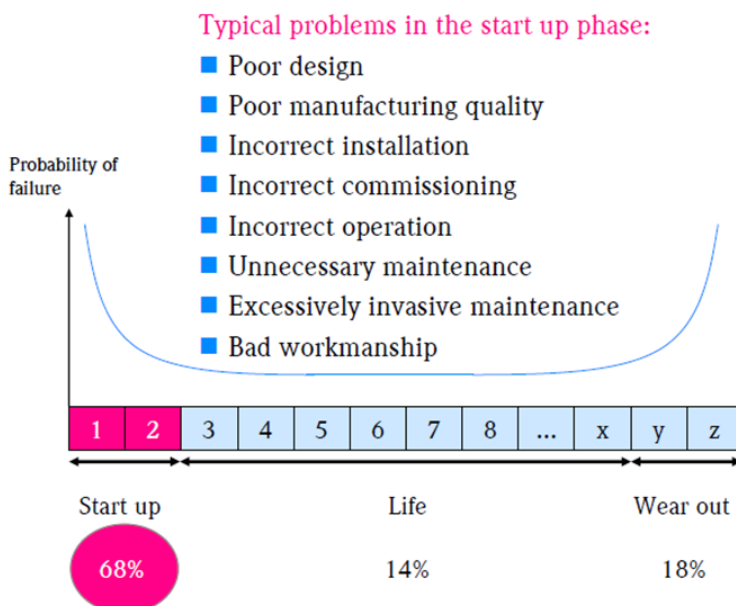 Typical problems in the start up phase:
Poor design
Poor manufacturing quality
Incorrect installation
Incorrect commissioning
Incorrect operation
Unnecessary maintenance
Excessively invasive maintenance
Bad workmanship
Probability of
failure
1 2 3 4 5 6 7 8 ... x y z
Start up Life Wear out
68% 14% 18%